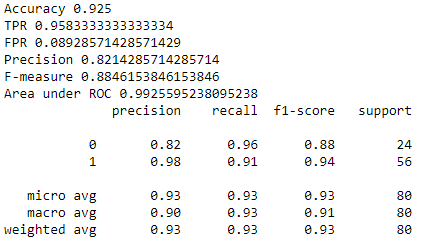 Accuracy 0.925
TPR 0.9583333333333334
FPR 0.08928571428571429
Precision 0.8214285714285714
F-measure 0.8846153846153846
Area under ROC 0.9925595238095238
precision recall f1-score support
0 0.82 0.96 0.88 24
1 0.98 0.91 0.94 56
micro avg 0.93 0.93 0.93 80
macro avg 0.90 0.93 0.91 80
weighted avg 0.93 0.93 0.93 80